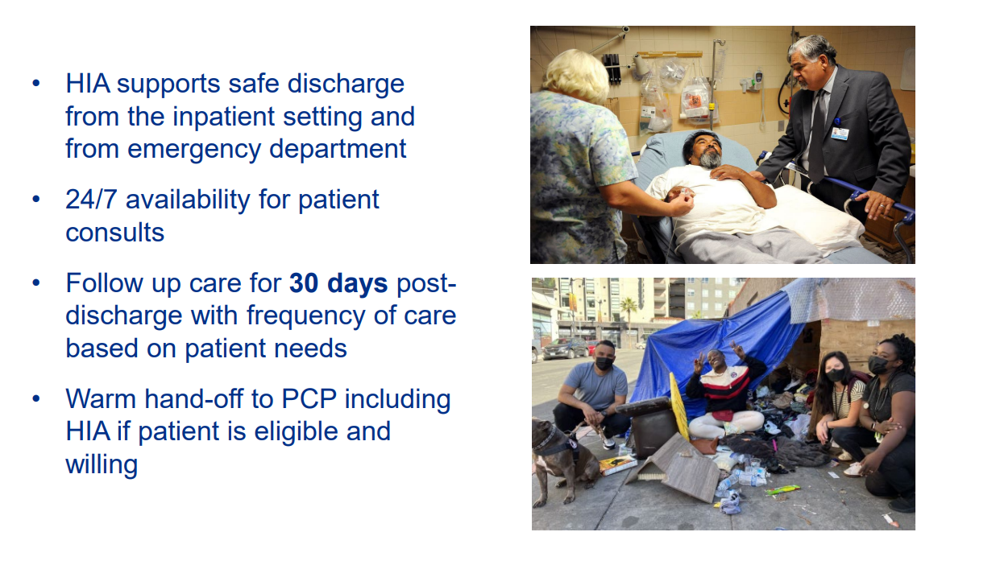 • HIA supports safe discharge
from the inpatient setting and
from emergency department
• 24/7 availability for patient
consults
• Follow up care for 30 days post-
discharge with frequency of care
based on patient needs
• Warm hand-off to PCP including
HIA if patient is eligible and
willing